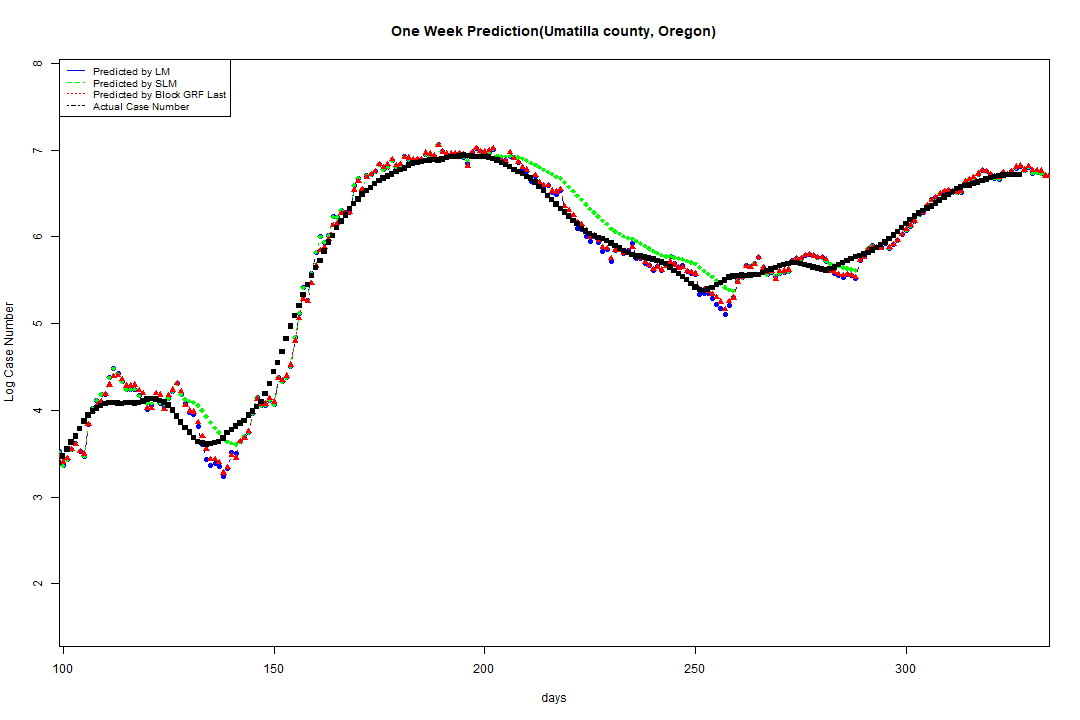 One Week Prediction(Umatilla county, Oregon)
Predicted by LM
Predicted by SLM
Predicted by Block GRF Last
Actual Case Number
8
7
6
5
4
3
2
Log Case Number
100 150 200 250 300
days